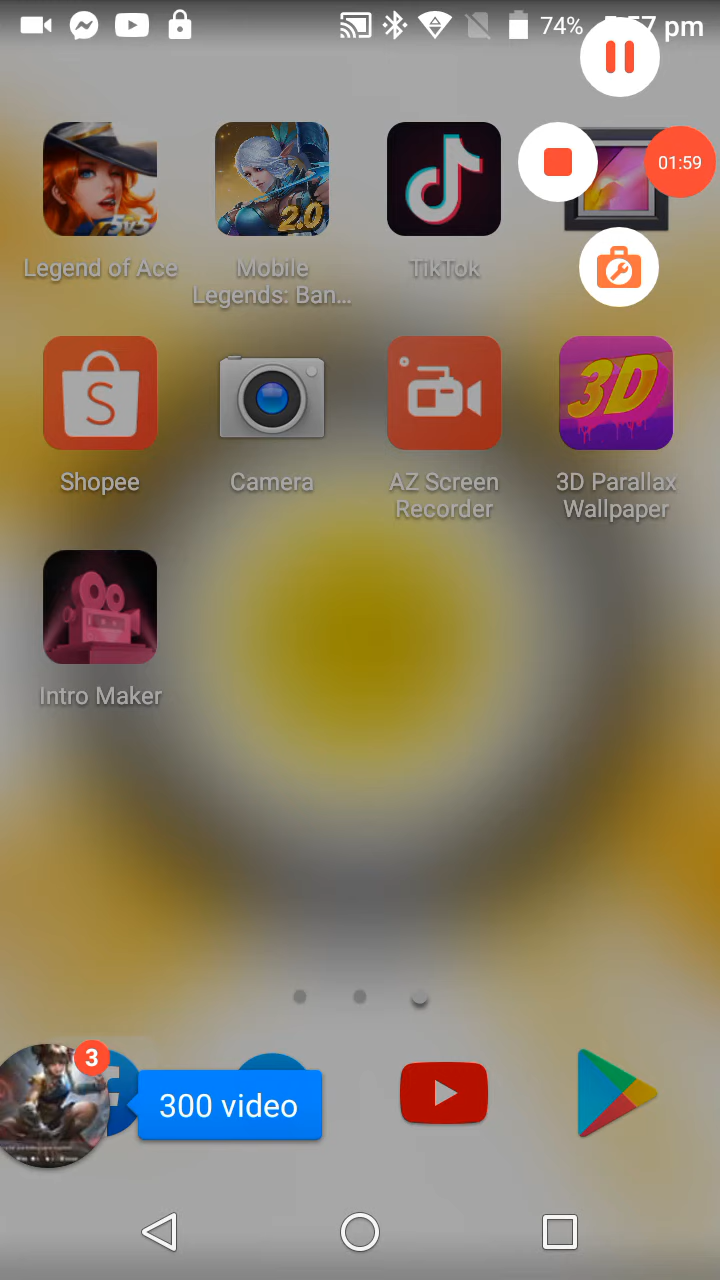 74%
57 pm
01:59
5v5
2.0
Legend of Ace
Mobile
Legends: Ban...
TikTok
S
3D
Shopee
Camera
AZ Screen
Recorder
3D Parallax
Wallpaper
Intro Maker
3
f
300 video